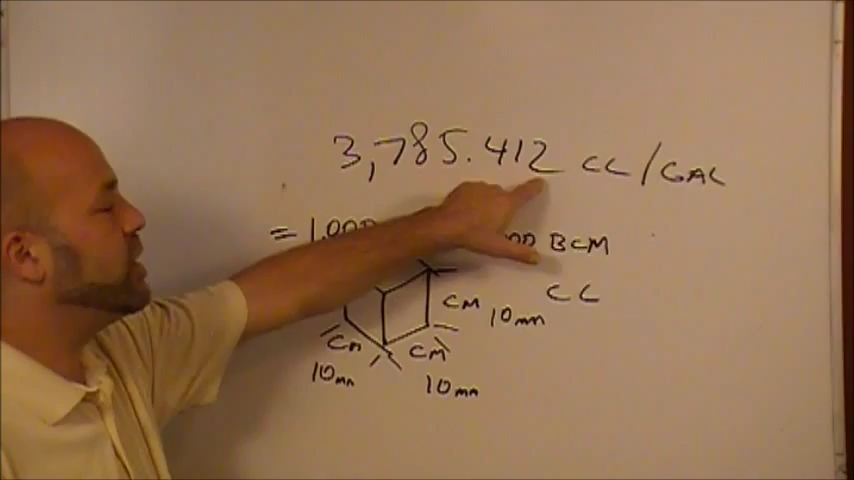 3,785.412 CC/GAL
= 1,000 BCM
CC
CM 10mm
CM CM
10mm 10mm